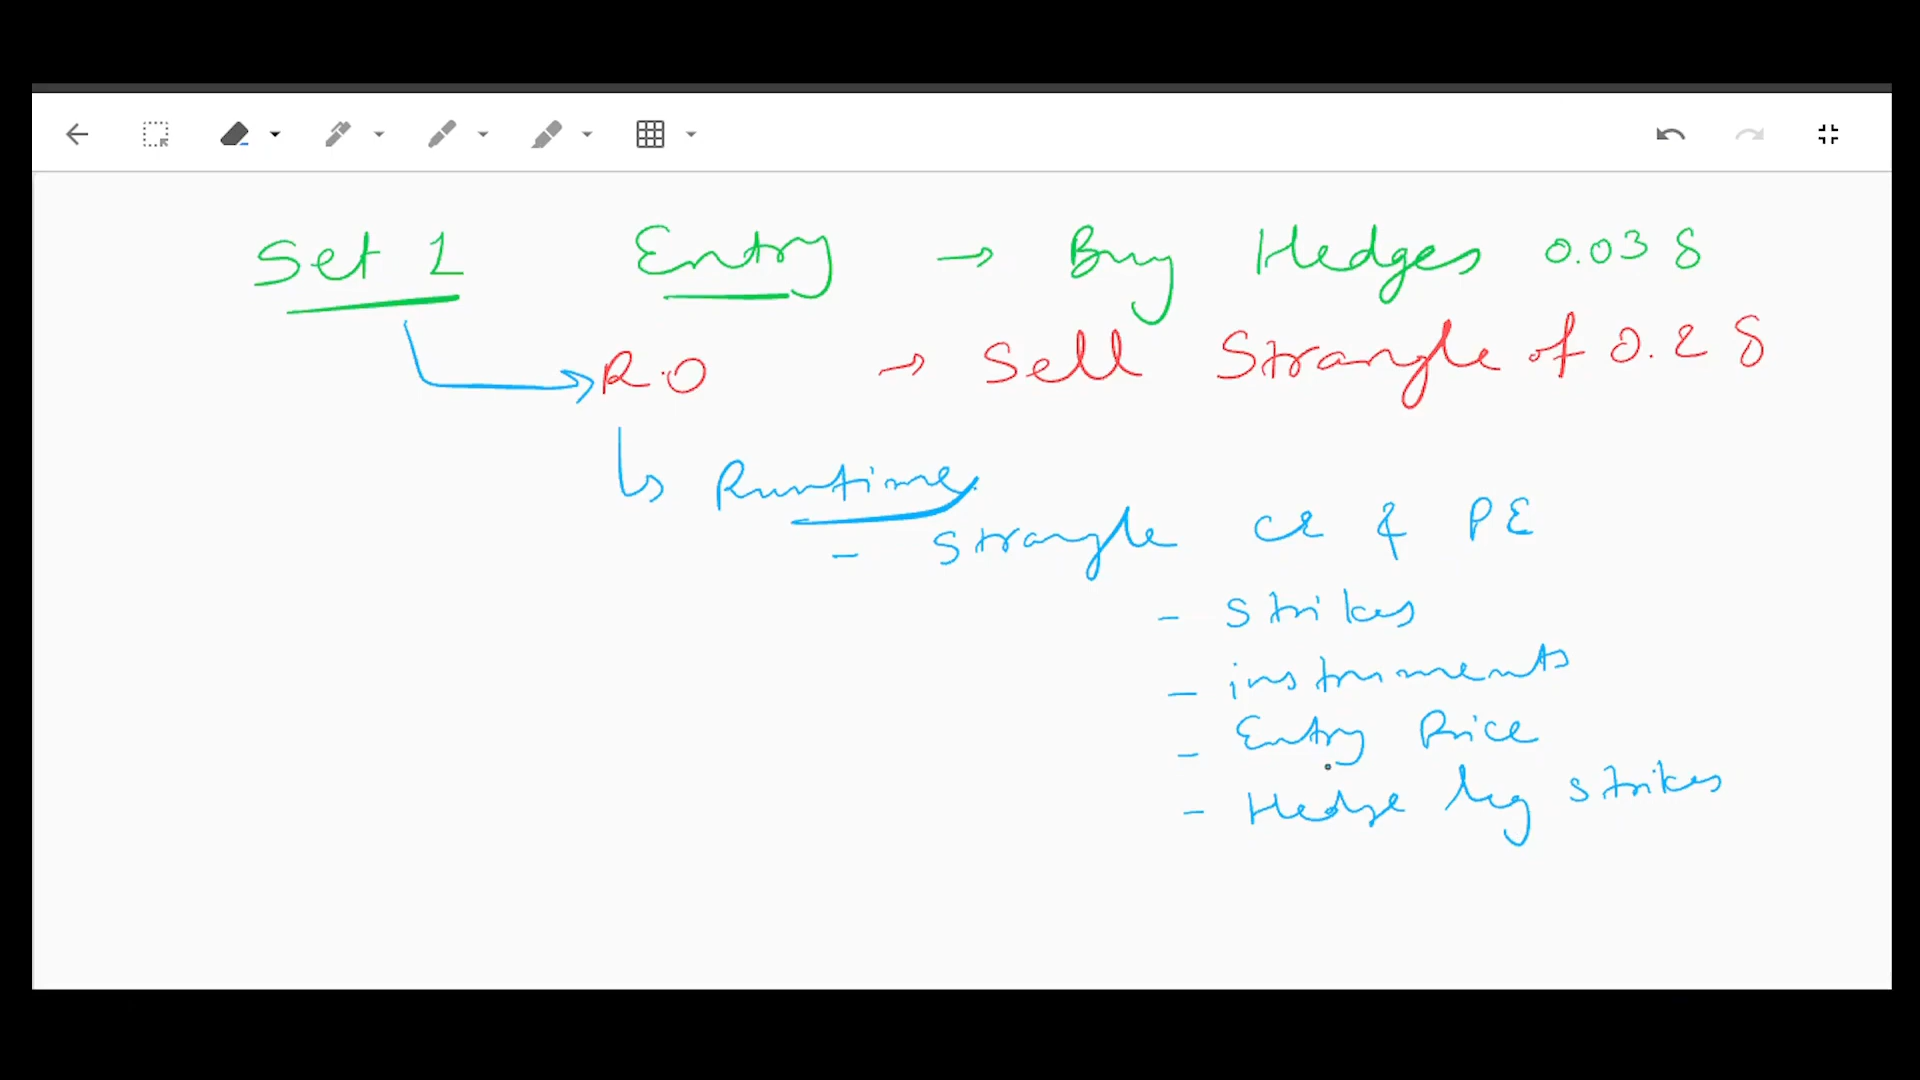 Set 1 Entry → Buy Hedges 0.03 δ
R.O → Sell Strangle of 0.2 δ
↳ Runtime
- Strangle CE & PE
- Strikes
- instruments
- Entry Price
- Hedge leg strikes